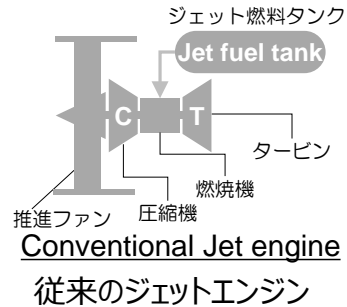 ジェット燃料タンク
Jet fuel tank
C
T
タービン
燃焼機
圧縮機
推進ファン
Conventional Jet engine
従来のジェットエンジン